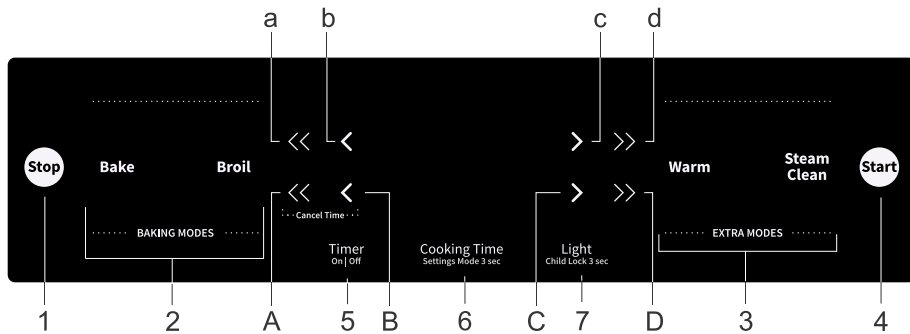 a b c d
Stop Bake Broil Warm Steam Clean Start
Cancel Time
BAKING MODES EXTRA MODES
Timer Cooking Time Light
On | Off Settings Mode 3 sec Child Lock 3 sec
1 2 A 5 B 6 C 7 D 3 4